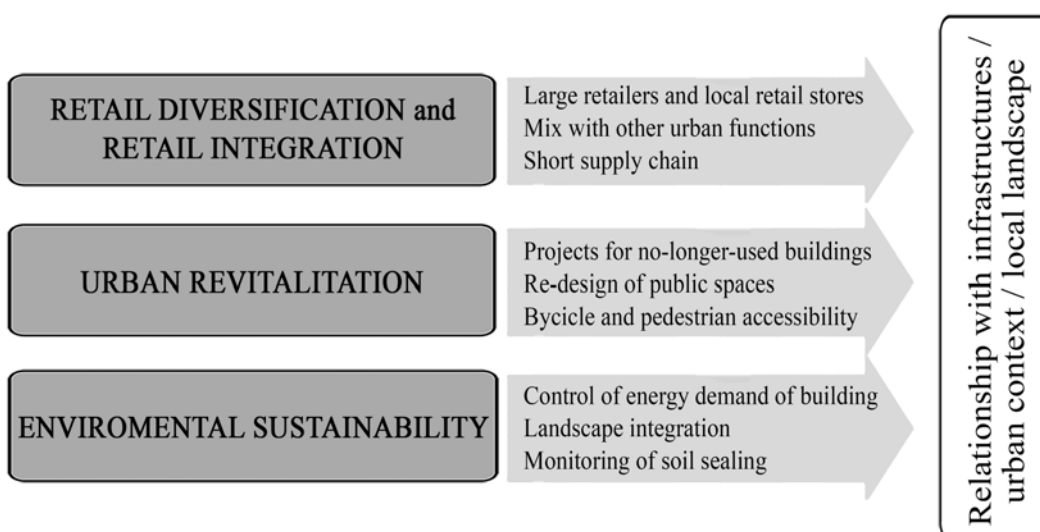 RETAIL DIVERSIFICATION and
RETAIL INTEGRATION
Large retailers and local retail stores
Mix with other urban functions
Short supply chain
URBAN REVITALITATION
Projects for no-longer-used buildings
Re-design of public spaces
Bycicle and pedestrian accessibility
ENVIROMENTAL SUSTAINABILITY
Control of energy demand of building
Landscape integration
Monitoring of soil sealing
Relationship with infrastructures /
urban context / local landscape